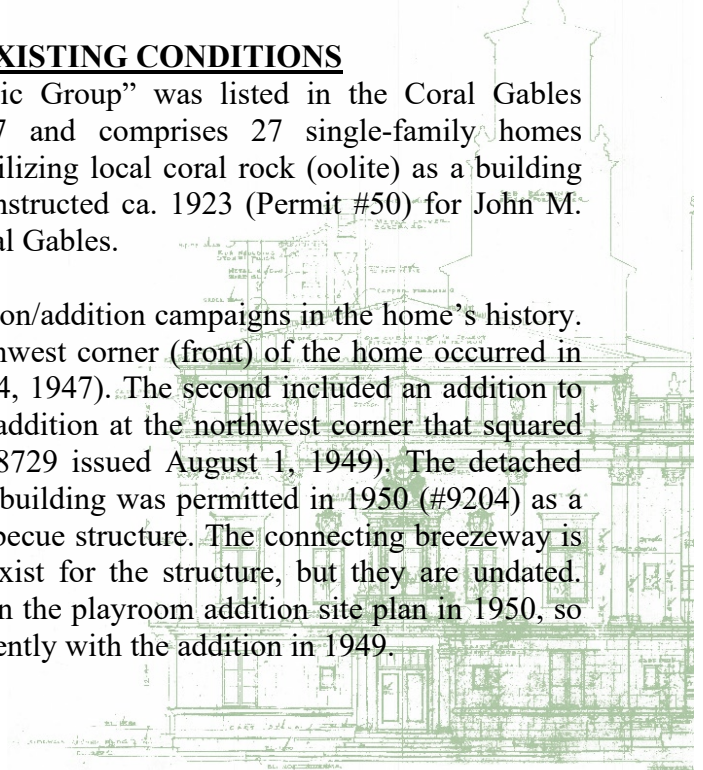 XISTING CONDITIONS
ic Group” was listed in the Coral Gables
7 and comprises 27 single-family homes
ilizing local coral rock (oolite) as a building
nstructed ca. 1923 (Permit #50) for John M.
al Gables.
on/addition campaigns in the home’s history.
hwest corner (front) of the home occurred in
4, 1947). The second included an addition to
addition at the northwest corner that squared
8729 issued August 1, 1949). The detached
building was permitted in 1950 (#9204) as a
becue structure. The connecting breezeway is
xist for the structure, but they are undated.
n the playroom addition site plan in 1950, so
ently with the addition in 1949.